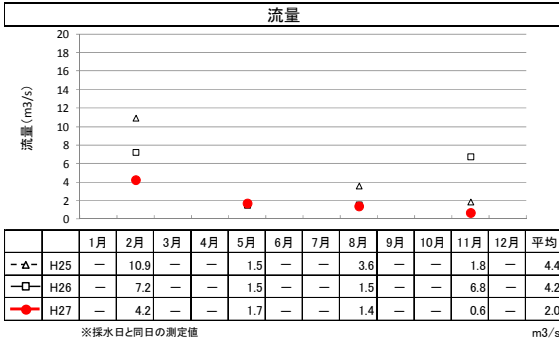 流量
流量(m3/s)
20
18
16
14
12
10
8
6
4
2
0
1月 2月 3月 4月 5月 6月 7月 8月 9月 10月 11月 12月 平均
H25 — 10.9 — — 1.5 — — 3.6 — — 1.8 — 4.4
H26 — 7.2 — — 1.5 — — 1.5 — — 6.8 — 4.2
H27 — 4.2 — — 1.7 — — 1.4 — — 0.6 — 2.0
※採水日と同日の測定値 m3/s